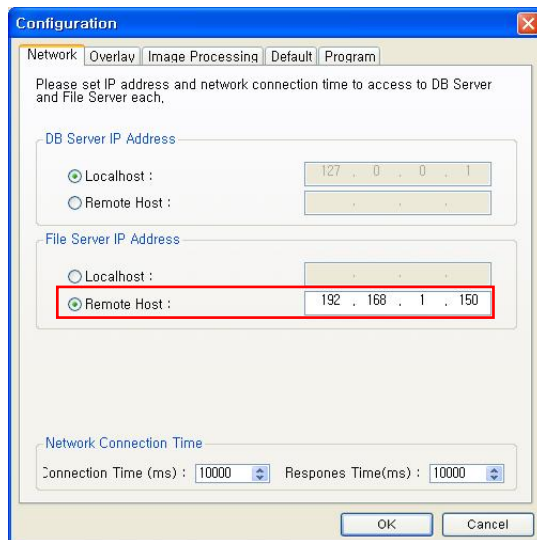 Configuration
Network Overlay Image Processing Default Program
Please set IP address and network connection time to access to DB Server
and File Server each,
DB Server IP Address
Localhost : 127 . 0 . 0 . 1
Remote Host : . . .
File Server IP Address
Localhost : . . .
Remote Host : 192 . 168 . 1 . 150
Network Connection Time
Connection Time (ms) : 10000 Respones Time(ms) : 10000
OK Cancel